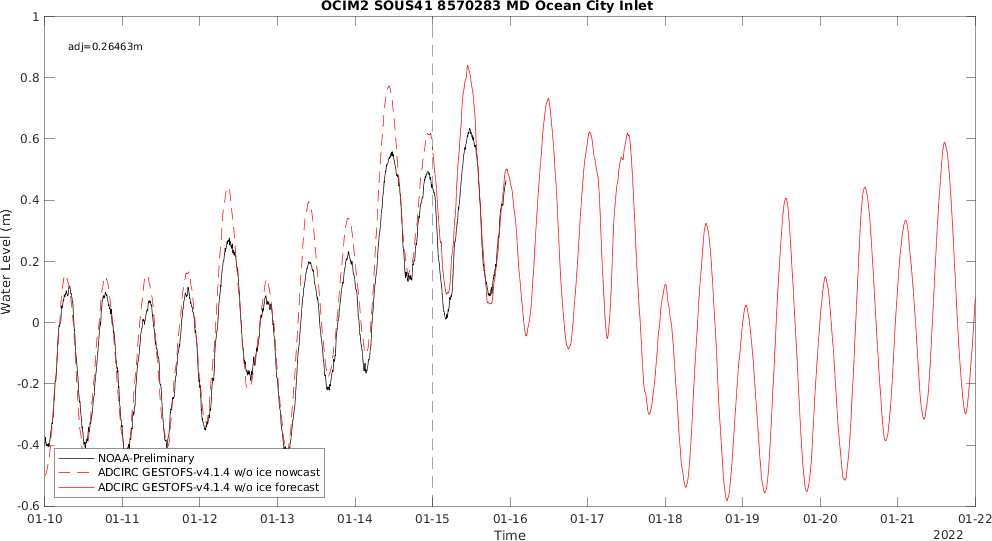 OCIM2 SOUS41 8570283 MD Ocean City Inlet
adj=0.26463m
1
0.8
0.6
0.4
0.2
0
-0.2
-0.4
-0.6
Water Level (m)
NOAA-Preliminary
ADCIRC GESTOFS-v4.1.4 w/o ice nowcast
ADCIRC GESTOFS-v4.1.4 w/o ice forecast
01-10 01-11 01-12 01-13 01-14 01-15 01-16 01-17 01-18 01-19 01-20 01-21 01-22
Time
2022